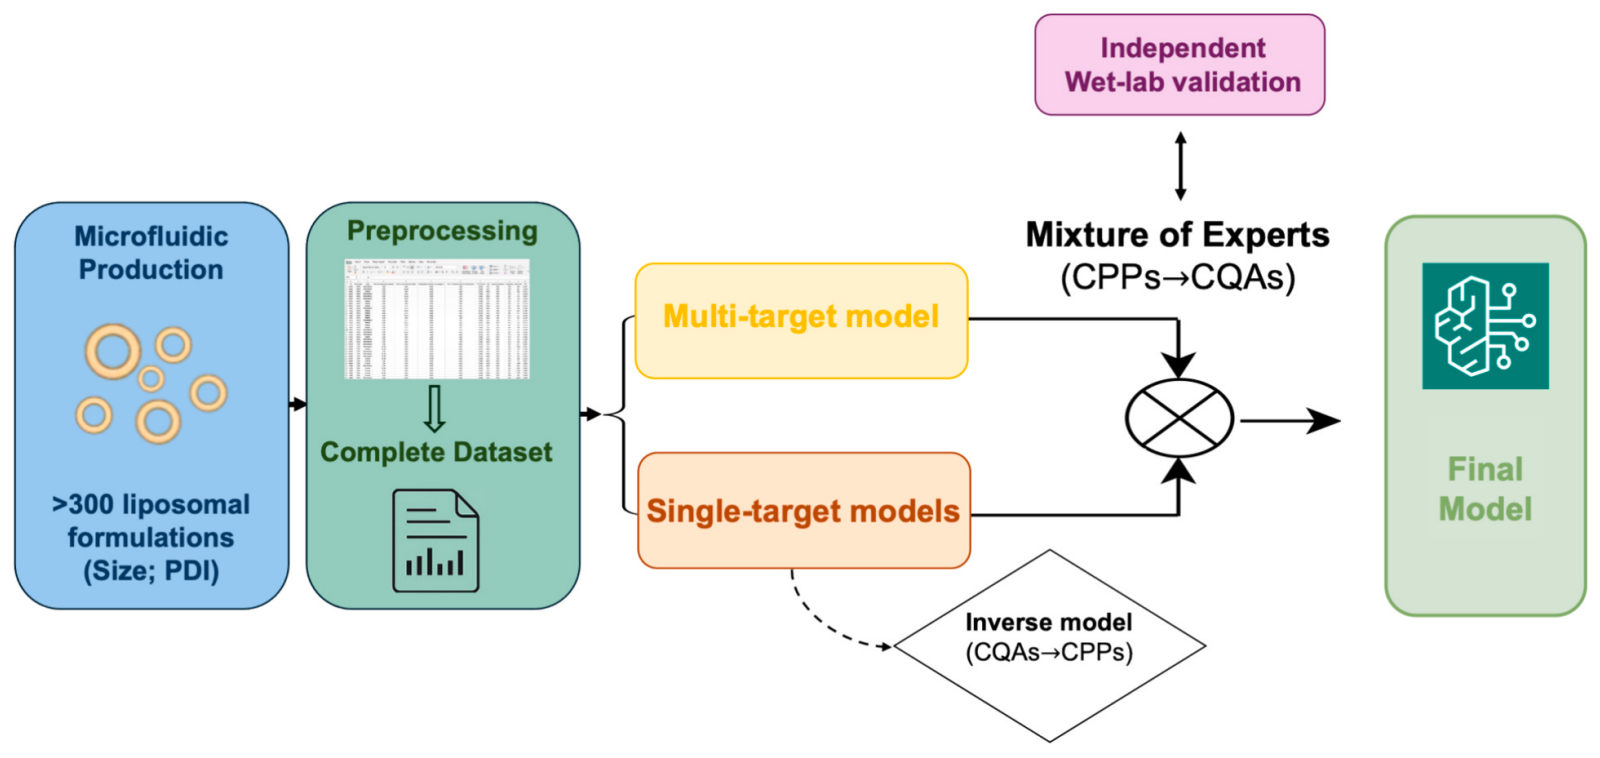 Independent
Wet-lab validation
Mixture of Experts
(CPPs→CQAs)
Microfluidic
Production
>300 liposomal
formulations
(Size; PDI)
Preprocessing
Complete Dataset
Multi-target model
Single-target models
Inverse model
(CQAs→CPPs)
Final
Model